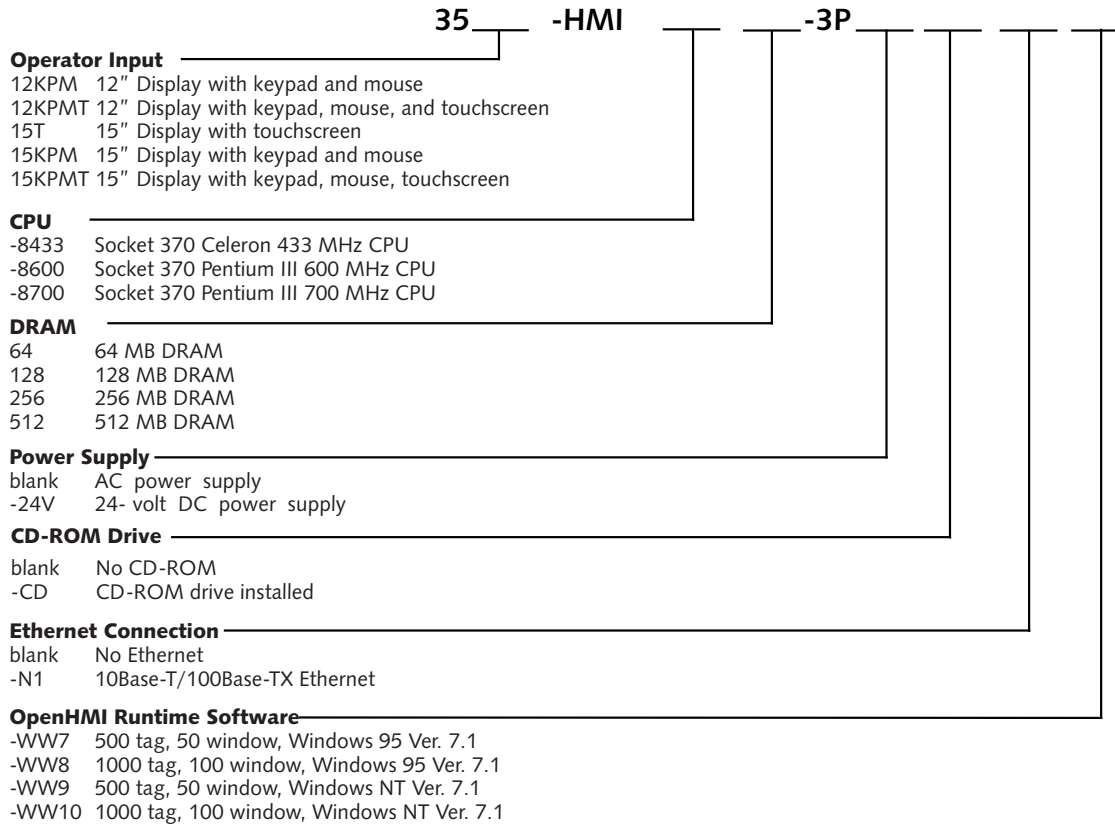 35____ -HMI ____ ____-3P____ ____ ____ ____
Operator Input
12KPM 12" Display with keypad and mouse
12KPMT 12" Display with keypad, mouse, and touchscreen
15T 15" Display with touchscreen
15KPM 15" Display with keypad and mouse
15KPMT 15" Display with keypad, mouse, touchscreen
CPU
-8433 Socket 370 Celeron 433 MHz CPU
-8600 Socket 370 Pentium III 600 MHz CPU
-8700 Socket 370 Pentium III 700 MHz CPU
DRAM
64 64 MB DRAM
128 128 MB DRAM
256 256 MB DRAM
512 512 MB DRAM
Power Supply
blank AC power supply
-24V 24- volt DC power supply
CD-ROM Drive
blank No CD-ROM
-CD CD-ROM drive installed
Ethernet Connection
blank No Ethernet
-N1 10Base-T/100Base-TX Ethernet
OpenHMI Runtime Software
-WW7 500 tag, 50 window, Windows 95 Ver. 7.1
-WW8 1000 tag, 100 window, Windows 95 Ver. 7.1
-WW9 500 tag, 50 window, Windows NT Ver. 7.1
-WW10 1000 tag, 100 window, Windows NT Ver. 7.1